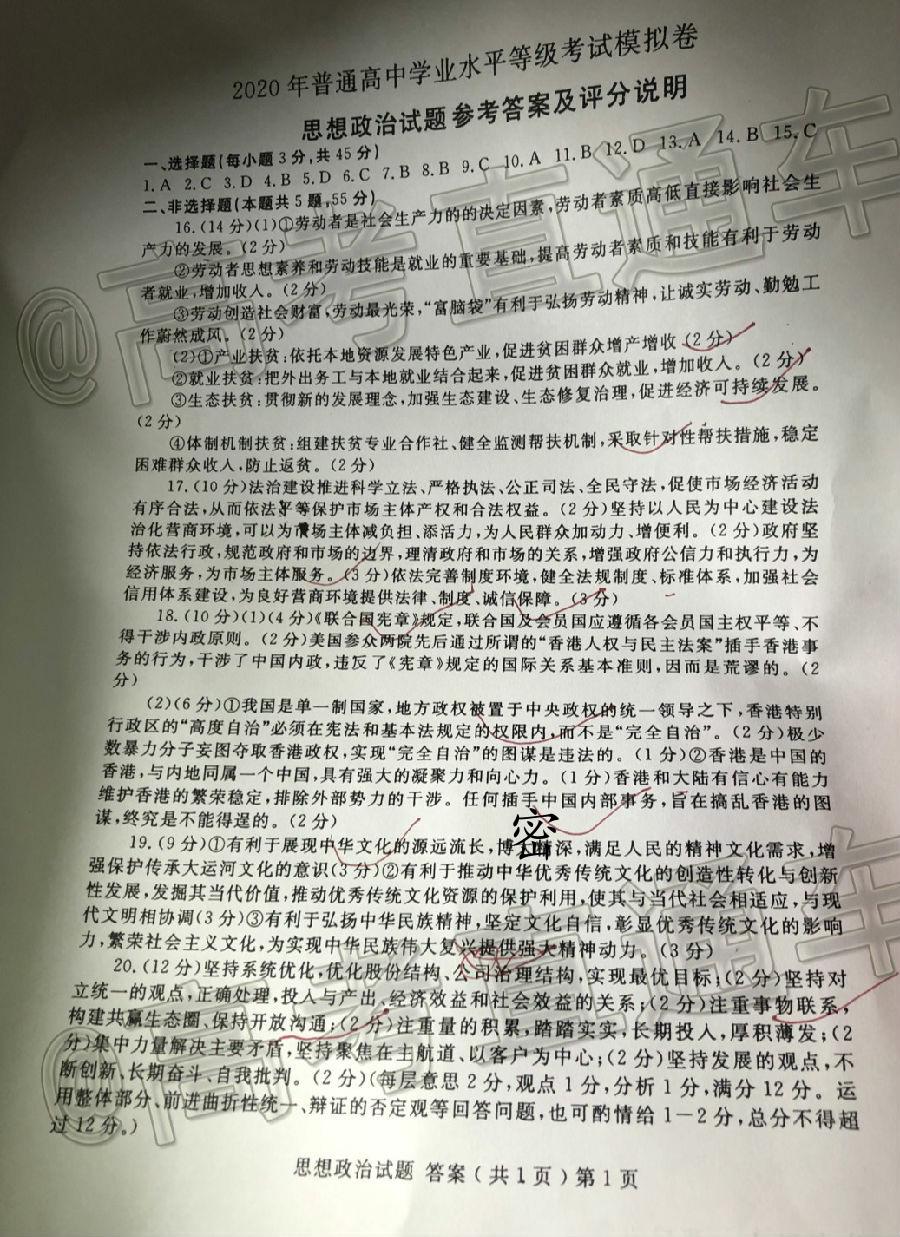 2020年普通高中学业水平等级考试模拟卷
思想政治试题参考答案及评分说明
一、选择题(每小题3分,共45分)
1.A 2.C 3.D 4.B 5.D 6.C 7.B 8.B 9.C 10.A 11.B 12.D 13.A 14.B 15.C
二、非选择题(本题共5题,55分)
16.(14分)(1)①劳动者是社会生产力的的决定因素,劳动者素质高低直接影响社会生
产力的发展。(2分)
②劳动者思想素养和劳动技能是就业的重要基础,提高劳动者素质和技能有利于劳动
者就业,增加收入。(2分)
③劳动创造社会财富,劳动最光荣,“富脑袋”有利于弘扬劳动精神,让诚实劳动、勤勉工
作蔚然成风。(2分)
(2)①产业扶贫:依托本地资源发展特色产业,促进贫困群众增产增收(2分)
②就业扶贫:把外出务工与本地就业结合起来,促进贫困群众就业,增加收入。(2分)
③生态扶贫:贯彻新的发展理念,加强生态建设、生态修复治理,促进经济可持续发展。
(2分)
④体制机制扶贫:组建扶贫专业合作社、健全监测帮扶机制,采取针对性帮扶措施,稳定
困难群众收入,防止返贫。(2分)
17.(10分)法治建设推进科学立法、严格执法、公正司法、全民守法,促使市场经济活动
有序合法,从而依法平等保护市场主体产权和合法权益。(2分)坚持以人民为中心建设法
治化营商环境,可以为市场主体减负担、添活力,为人民群众加动力、增便利。(2分)政府坚
持依法行政,规范政府和市场的边界,理清政府和市场的关系,增强政府公信力和执行力,为
经济服务,为市场主体服务。(3分)依法完善制度环境,健全法规制度、标准体系,加强社会
信用体系建设,为良好营商环境提供法律、制度、诚信保障。(3分)
18.(10分)(1)(4分)《联合国宪章》规定,联合国及会员国应遵循各会员国主权平等、不
得干涉内政原则。(2分)美国参众两院先后通过所谓的“香港人权与民主法案”插手香港事
务的行为,干涉了中国内政,违反了《宪章》规定的国际关系基本准则,因而是荒谬的。(2
分)
(2)(6分)①我国是单一制国家,地方政权被置于中央政权的统一领导之下,香港特别
行政区的“高度自治”必须在宪法和基本法规定的权限内,而不是“完全自治”。(2分)极少
数暴力分子妄图夺取香港政权,实现“完全自治”的图谋是违法的。(1分)②香港是中国的
香港,与内地同属一个中国,具有强大的凝聚力和向心力。(1分)香港和大陆有信心有能力
维护香港的繁荣稳定,排除外部势力的干涉。任何插手中国内部事务,旨在搞乱香港的图
谋,终究是不能得逞的。(2分)
密
19.(9分)①有利于展现中华文化的源远流长,博大精深,满足人民的精神文化需求,增
强保护传承大运河文化的意识(3分)②有利于推动中华优秀传统文化的创造性转化与创新
性发展,发掘其当代价值,推动优秀传统文化资源的保护利用,使其与当代社会相适应,与现
代文明相协调(3分)③有利于弘扬中华民族精神,坚定文化自信,彰显优秀传统文化的影响
力,繁荣社会主义文化,为实现中华民族伟大复兴提供强大精神动力。(3分)
20.(12分)坚持系统优化,优化股份结构、公司治理结构,实现最优目标;(2分)坚持对
立统一的观点,正确处理,投入与产出、经济效益和社会效益的关系;(2分)注重事物联系,
构建共赢生态圈、保持开放沟通;(2分)注重量的积累,踏踏实实,长期投入,厚积薄发;(2
分)集中力量解决主要矛盾,坚持聚焦在主航道、以客户为中心;(2分)坚持发展的观点,不
断创新、长期奋斗、自我批判。(2分)(每层意思2分,观点1分,分析1分,满分12分。运
用整体部分、前进曲折性统一、辩证的否定观等回答问题,也可酌情给1-2分,总分不得超
过12分。)
思想政治试题 答案(共1页)第1页
@高考直通车
@高考直通车